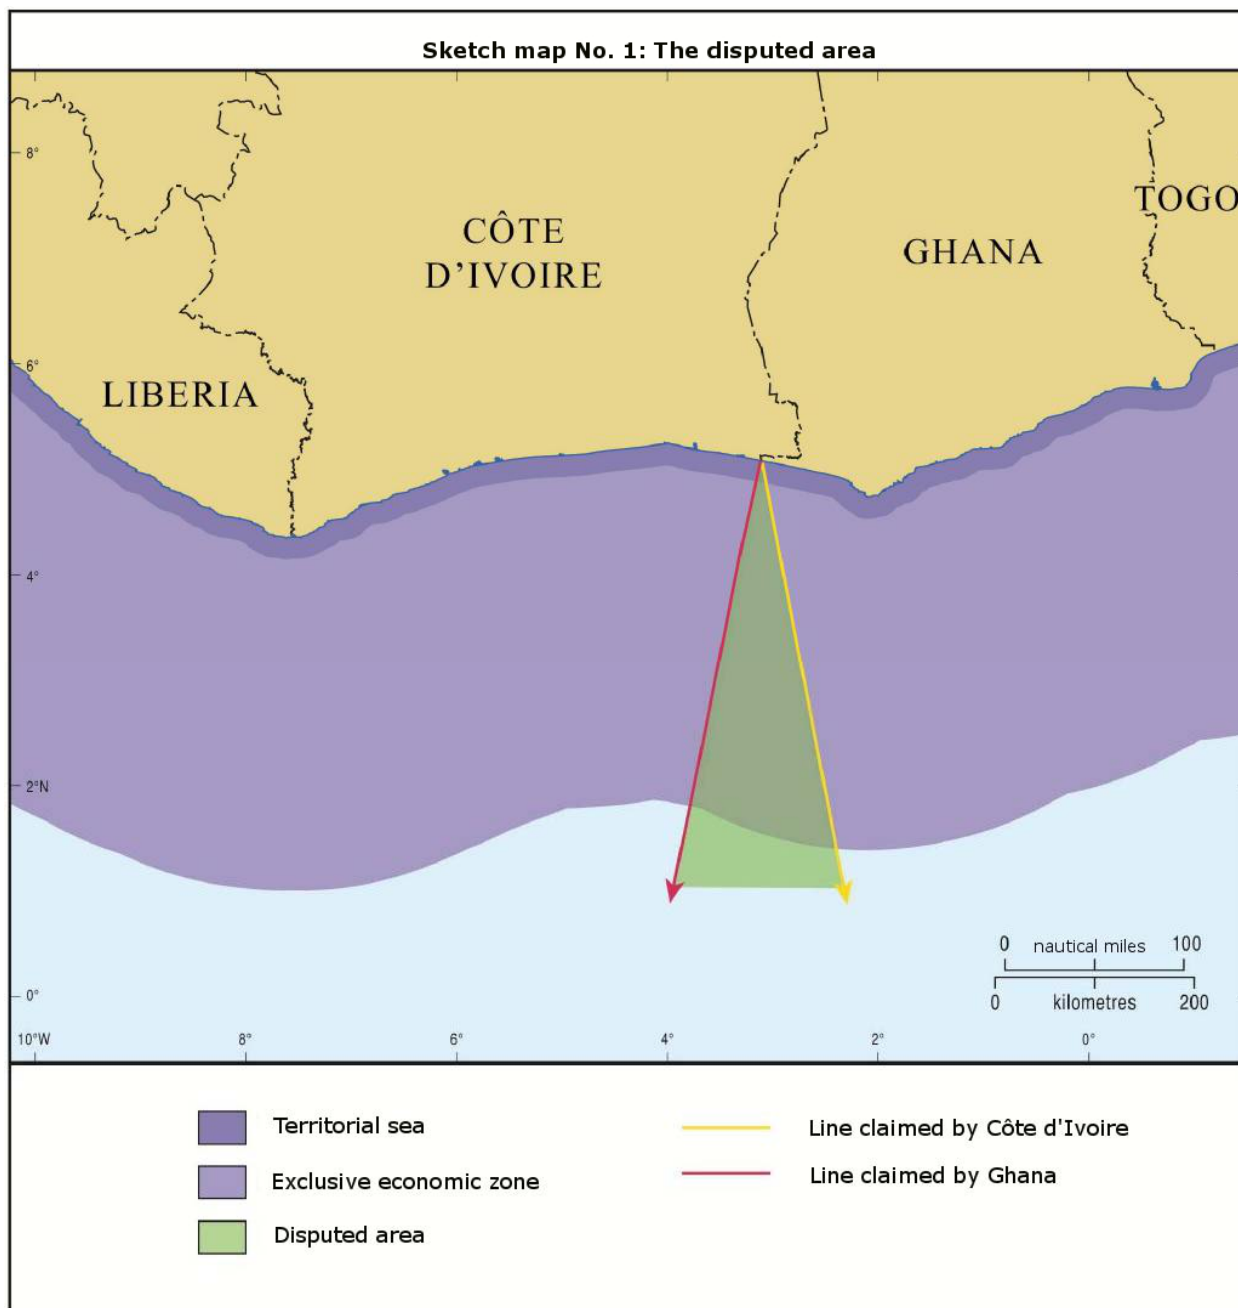 Sketch map No. 1: The disputed area
8°
TOGO
CÔTE
D’IVOIRE
GHANA
6°
LIBERIA
4°
2°N
0 nautical miles 100
0°
0 kilometres 200
10°W 8° 6° 4° 2° 0°
Territorial sea
Line claimed by Côte d'Ivoire
Exclusive economic zone
Line claimed by Ghana
Disputed area